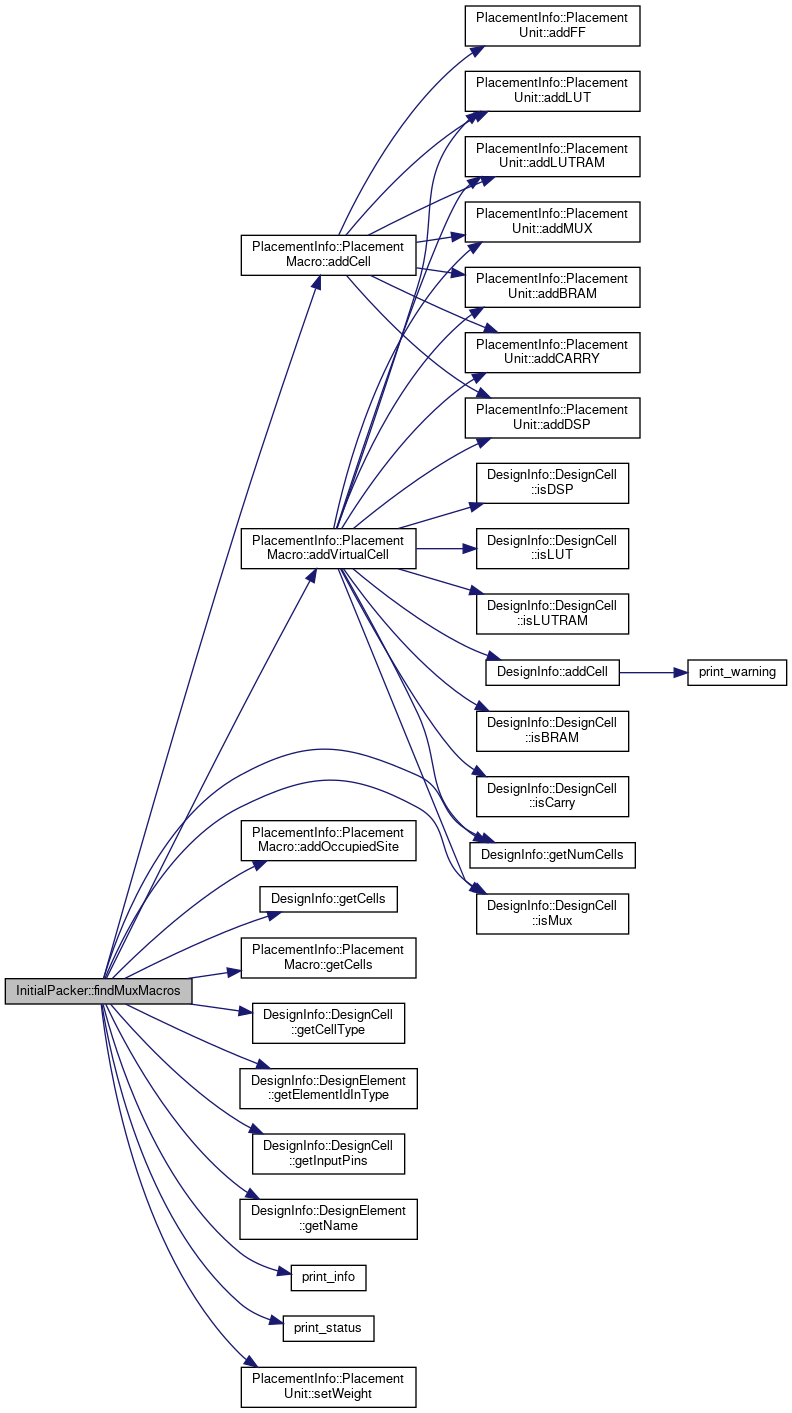 PlacementInfo::Placement
Unit::addFF
PlacementInfo::Placement
Unit::addLUT
PlacementInfo::Placement
Unit::addLUTRAM
PlacementInfo::Placement
Unit::addMUX
PlacementInfo::Placement
Macro::addCell
PlacementInfo::Placement
Unit::addBRAM
PlacementInfo::Placement
Unit::addCARRY
PlacementInfo::Placement
Unit::addDSP
DesignInfo::DesignCell
::isDSP
PlacementInfo::Placement
Macro::addVirtualCell
DesignInfo::DesignCell
::isLUT
DesignInfo::DesignCell
::isLUTRAM
DesignInfo::addCell
print_warning
DesignInfo::DesignCell
::isBRAM
DesignInfo::DesignCell
::isCarry
PlacementInfo::Placement
Macro::addOccupiedSite
DesignInfo::getNumCells
DesignInfo::getCells
DesignInfo::DesignCell
::isMux
PlacementInfo::Placement
Macro::getCells
InitialPacker::findMuxMacros
DesignInfo::DesignCell
::getCellType
DesignInfo::DesignElement
::getElementIdInType
DesignInfo::DesignCell
::getInputPins
DesignInfo::DesignElement
::getName
print_info
print_status
PlacementInfo::Placement
Unit::setWeight